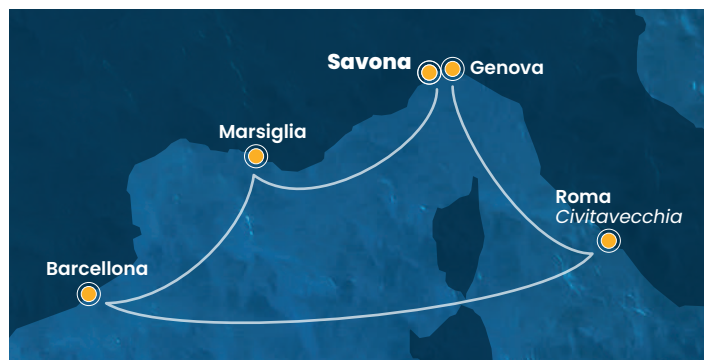 Savona
Genova
Marsiglia
Roma
Civitavecchia
Barcellona